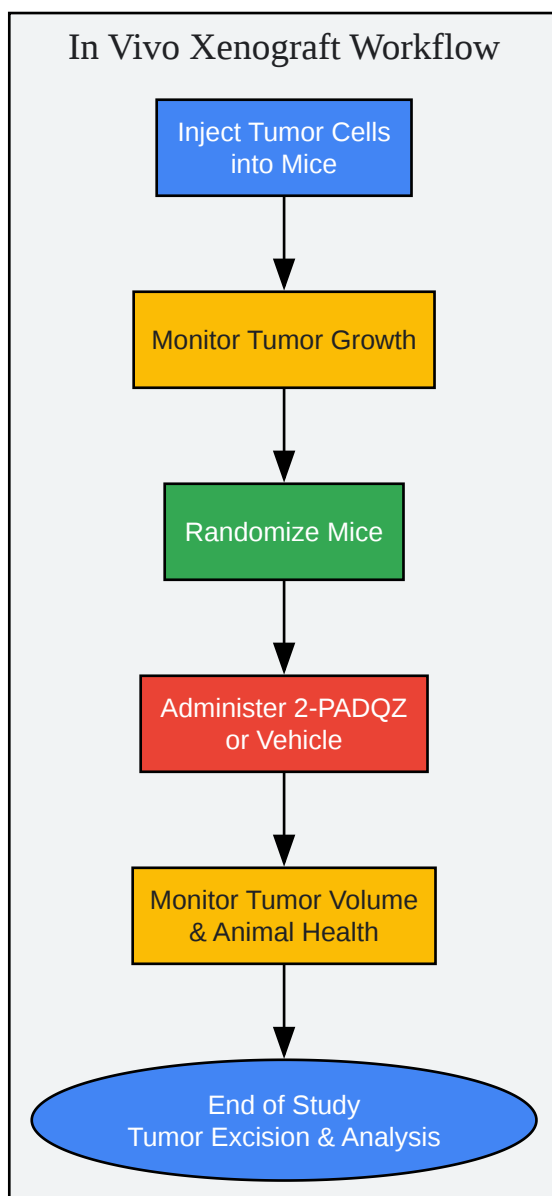 In Vivo Xenograft Workflow
Inject Tumor Cells
into Mice
Monitor Tumor Growth
Randomize Mice
Administer 2-PADQZ
or Vehicle
Monitor Tumor Volume
& Animal Health
End of Study
Tumor Excision & Analysis